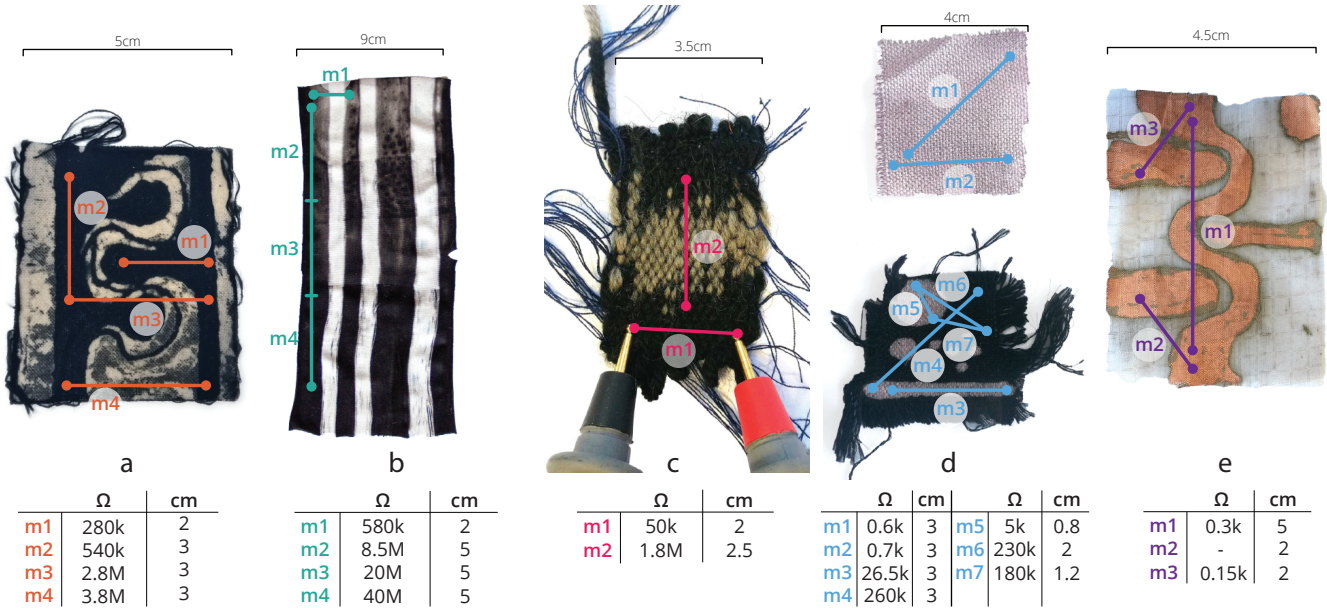 5cm
9cm
3.5cm
4cm
4.5cm
m2
m1
m3
m4
m1
m2
m3
m4
m2
m1
m1
m2
m6
m5
m7
m4
m3
m3
m1
m2
a
b
c
d
e
Ω cm
m1 280k 2
m2 540k 3
m3 2.8M 3
m4 3.8M 3
Ω cm
m1 580k 2
m2 8.5M 5
m3 20M 5
m4 40M 5
Ω cm
m1 50k 2
m2 1.8M 2.5
Ω cm Ω cm
m1 0.6k 3 m5 5k 0.8
m2 0.7k 3 m6 230k 2
m3 26.5k 3 m7 180k 1.2
m4 260k 3
Ω cm
m1 0.3k 5
m2 - 2
m3 0.15k 2